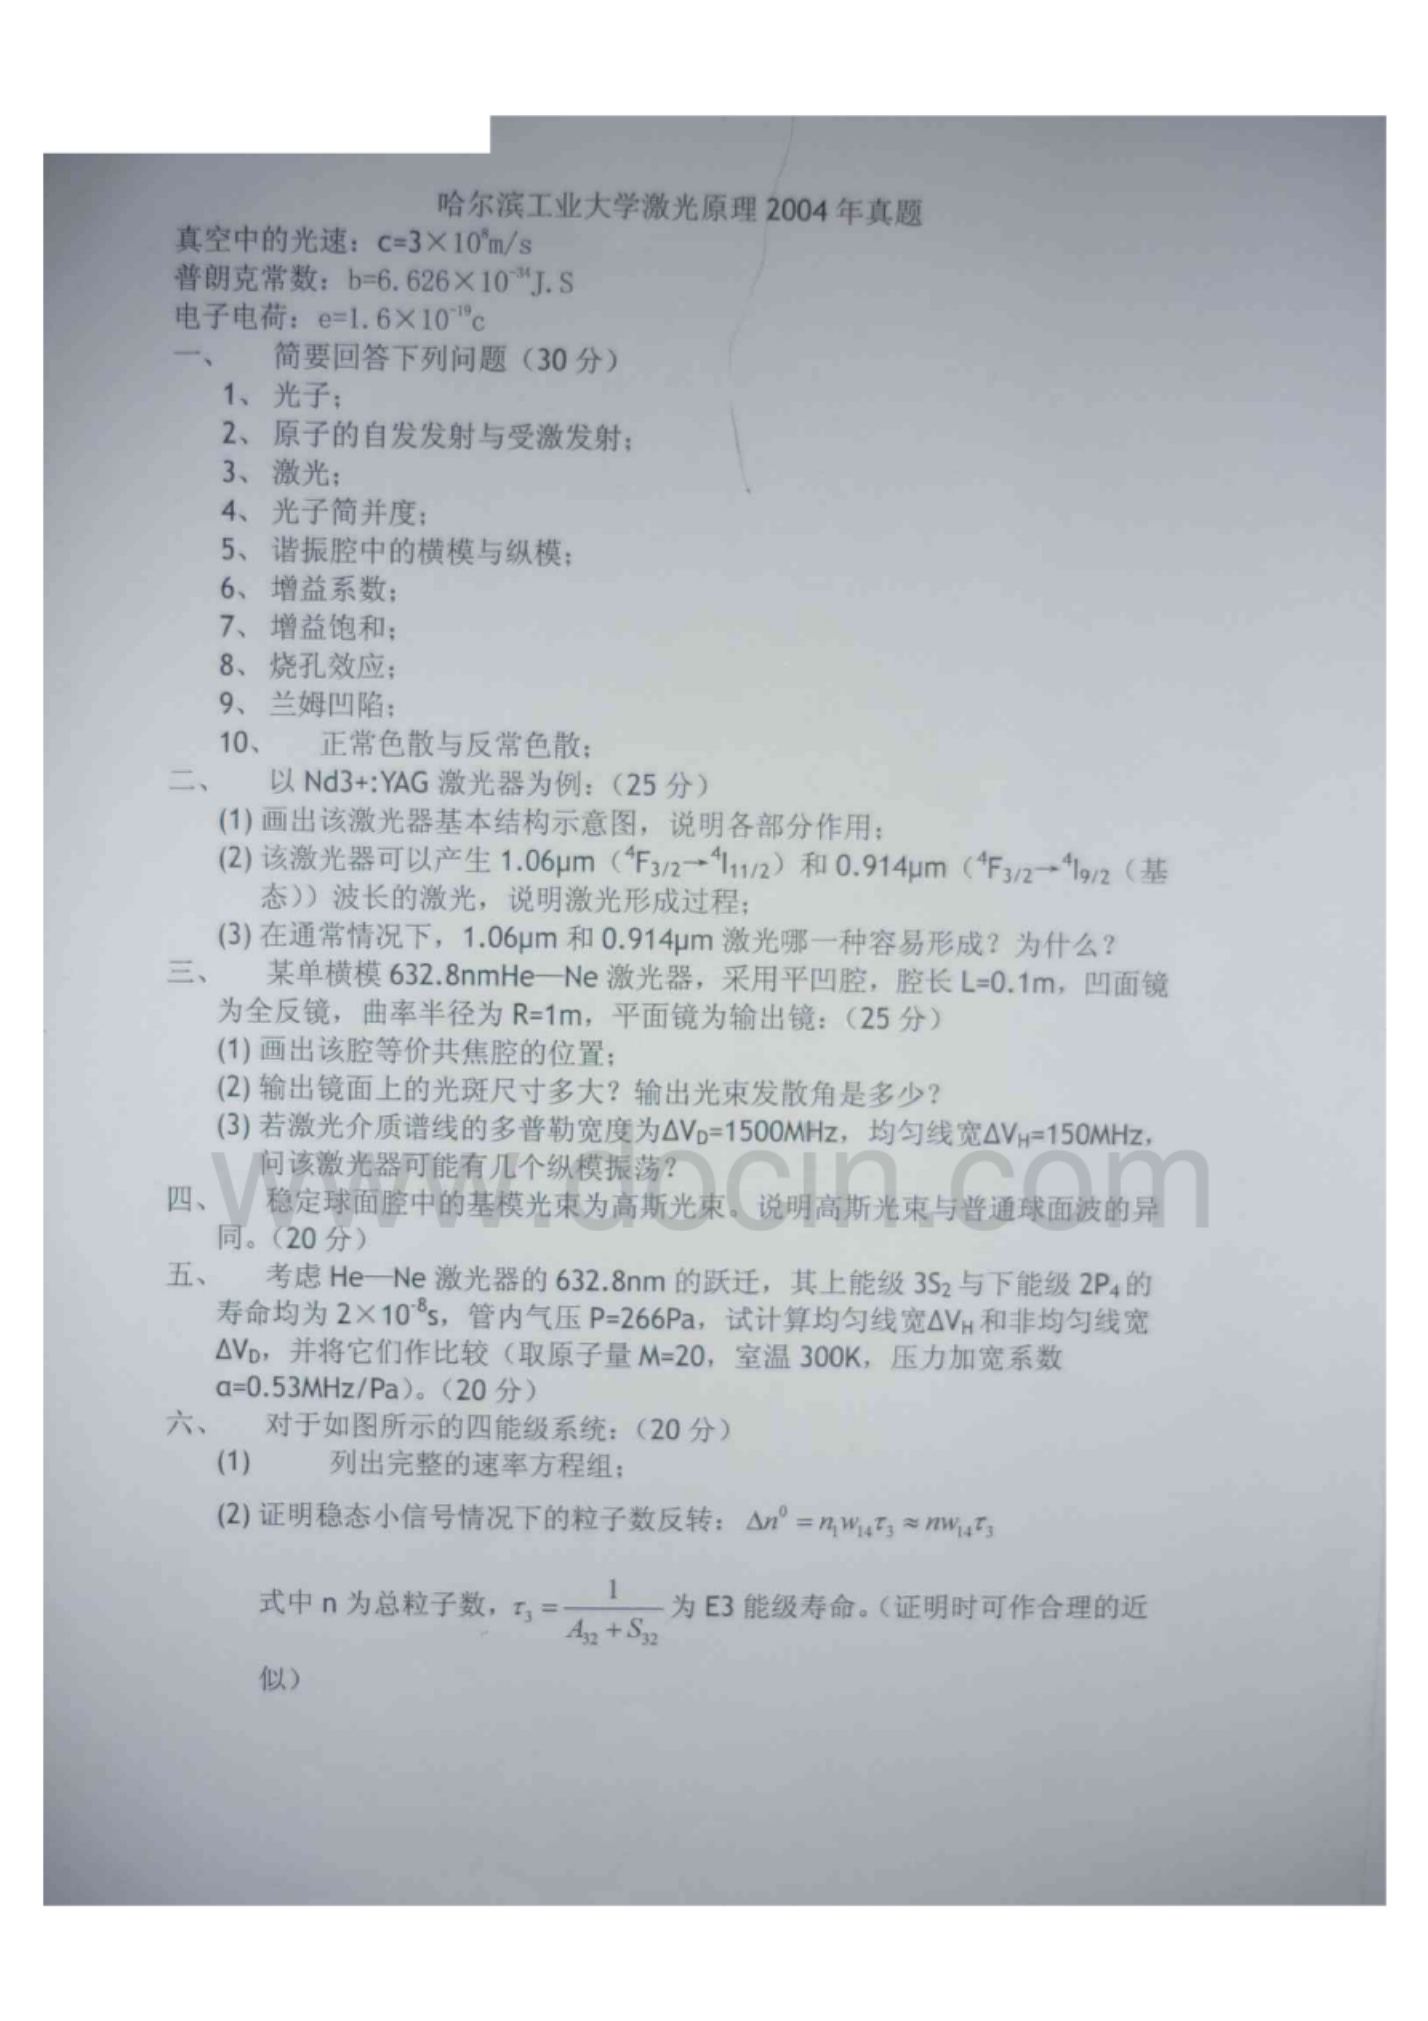 哈尔滨工业大学激光原理 2004 年真题
真空中的光速：c=3×10⁸m/s
普朗克常数：b=6.626×10⁻³⁴J.S
电子电荷：e=1.6×10⁻¹⁹c
一、 简要回答下列问题（30 分）
1、 光子；
2、 原子的自发发射与受激发射；
3、 激光；
4、 光子简并度；
5、 谐振腔中的横模与纵模；
6、 增益系数；
7、 增益饱和；
8、 烧孔效应；
9、 兰姆凹陷；
10、 正常色散与反常色散；
二、 以 Nd3+:YAG 激光器为例：（25 分）
(1) 画出该激光器基本结构示意图，说明各部分作用；
(2) 该激光器可以产生 1.06μm（⁴F₃/₂→⁴I₁₁/₂）和 0.914μm（⁴F₃/₂→⁴I₉/₂（基
态））波长的激光，说明激光形成过程；
(3) 在通常情况下，1.06μm 和 0.914μm 激光哪一种容易形成？为什么？
三、 某单横模 632.8nmHe—Ne 激光器，采用平凹腔，腔长 L=0.1m，凹面镜
为全反镜，曲率半径为 R=1m，平面镜为输出镜：（25 分）
(1) 画出该腔等价共焦腔的位置；
(2) 输出镜面上的光斑尺寸多大？输出光束发散角是多少？
(3) 若激光介质谱线的多普勒宽度为ΔV_D=1500MHz，均匀线宽ΔV_H=150MHz，
问该激光器可能有几个纵模振荡？
www.docin.com
四、 稳定球面腔中的基模光束为高斯光束。说明高斯光束与普通球面波的异
同。（20 分）
五、 考虑 He—Ne 激光器的 632.8nm 的跃迁，其上能级 3S₂与下能级 2P₄的
寿命均为 2×10⁻⁸s，管内气压 P=266Pa，试计算均匀线宽ΔV_H 和非均匀线宽
ΔV_D，并将它们作比较（取原子量 M=20，室温 300K，压力加宽系数
α=0.53MHz/Pa）。（20 分）
六、 对于如图所示的四能级系统：（20 分）
(1) 列出完整的速率方程组；
(2) 证明稳态小信号情况下的粒子数反转：Δn⁰ = n₁w₁₄τ₃ ≈ nw₁₄τ₃
式中 n 为总粒子数，τ₃ = 1/(A₃₂ + S₃₂) 为 E3 能级寿命。（证明时可作合理的近
似）